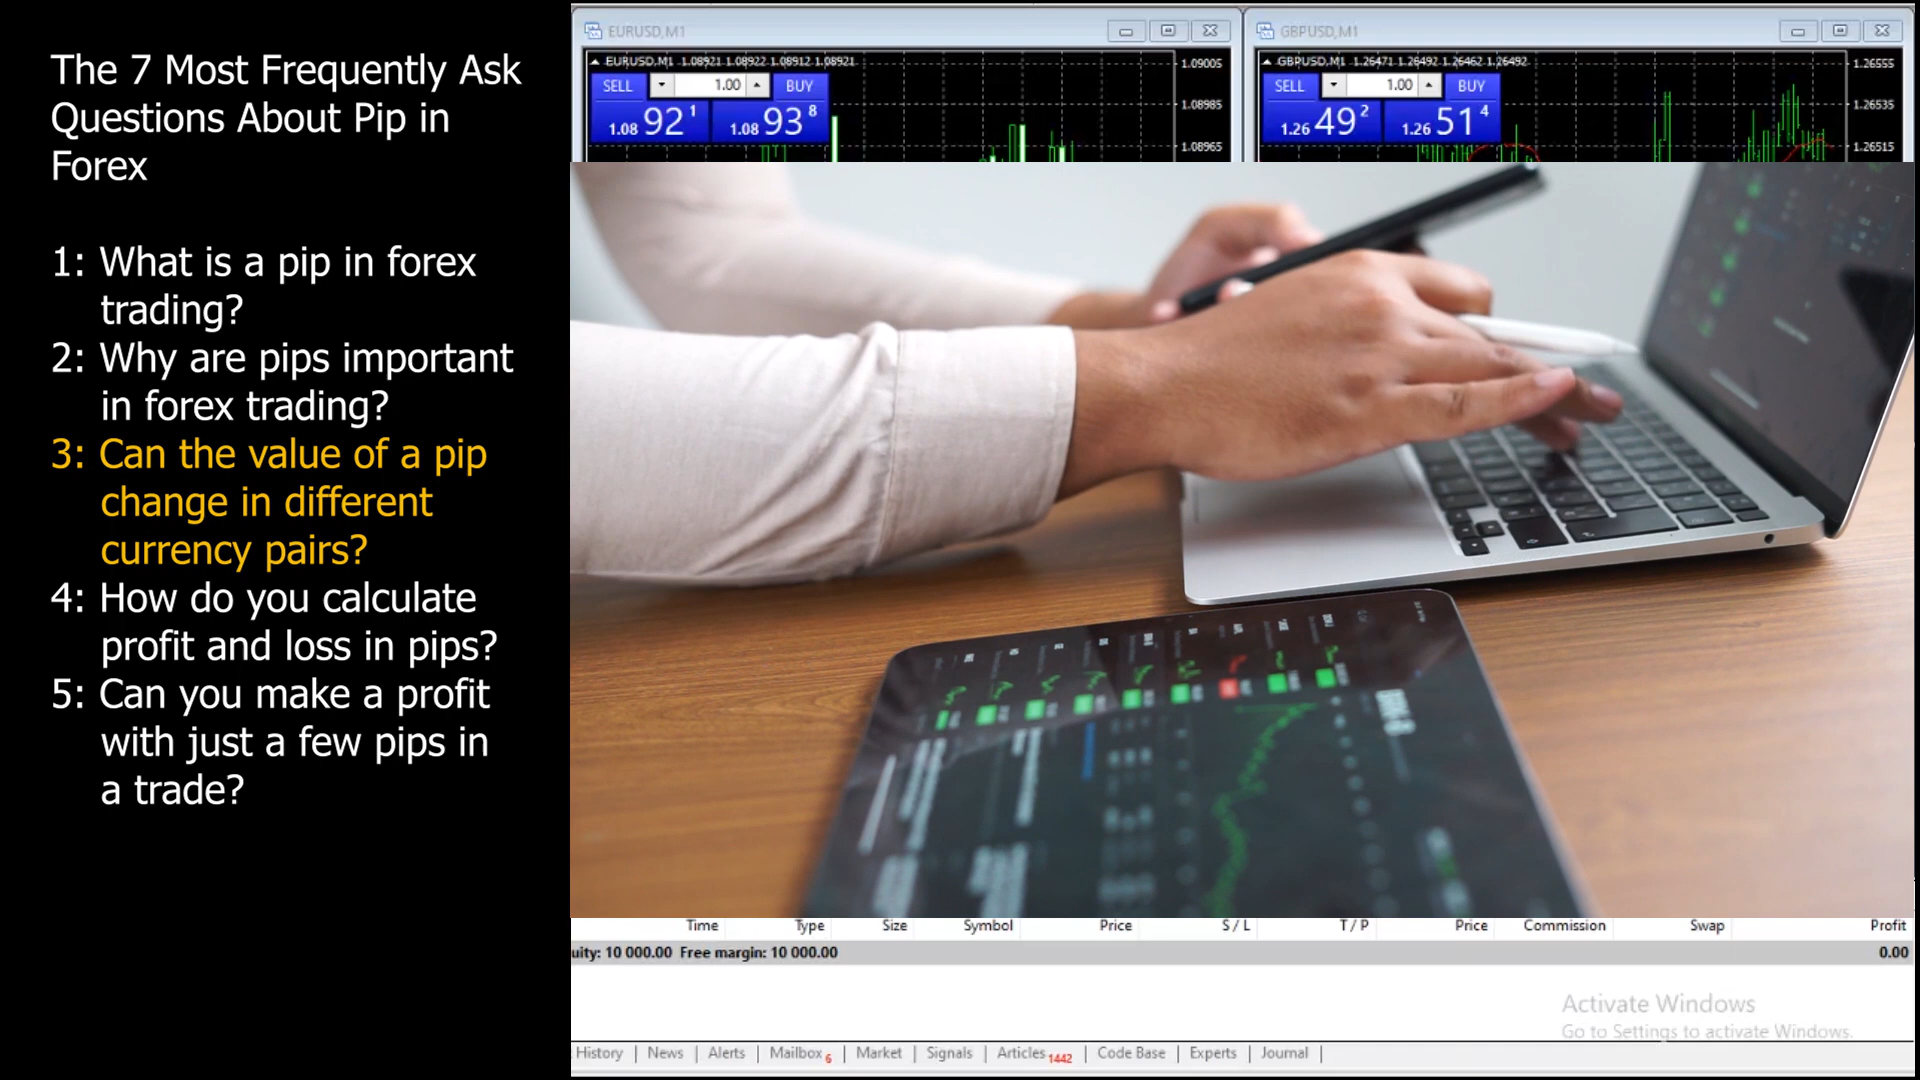 The 7 Most Frequently Ask
Questions About Pip in
Forex
1: What is a pip in forex
trading?
2: Why are pips important
in forex trading?
3: Can the value of a pip
change in different
currency pairs?
4: How do you calculate
profit and loss in pips?
5: Can you make a profit
with just a few pips in
a trade?
EURUSD,M1
EURUSD,M1 1.08921 1.08922 1.08912 1.08921
SELL 1.00 BUY
1.08 92 1 1.08 93 8
1.09005
1.08985
1.08965
GBPUSD,M1
GBPUSD,M1 1.26471 1.26492 1.26462 1.26492
SELL 1.00 BUY
1.26 49 2 1.26 51 4
1.26555
1.26535
1.26515
Time Type Size Symbol Price S / L T / P Price Commission Swap Profit
uity: 10 000.00 Free margin: 10 000.00 0.00
Activate Windows
Go to Settings to activate Windows.
History | News | Alerts | Mailbox 6 | Market | Signals | Articles 1442 | Code Base | Experts | Journal |